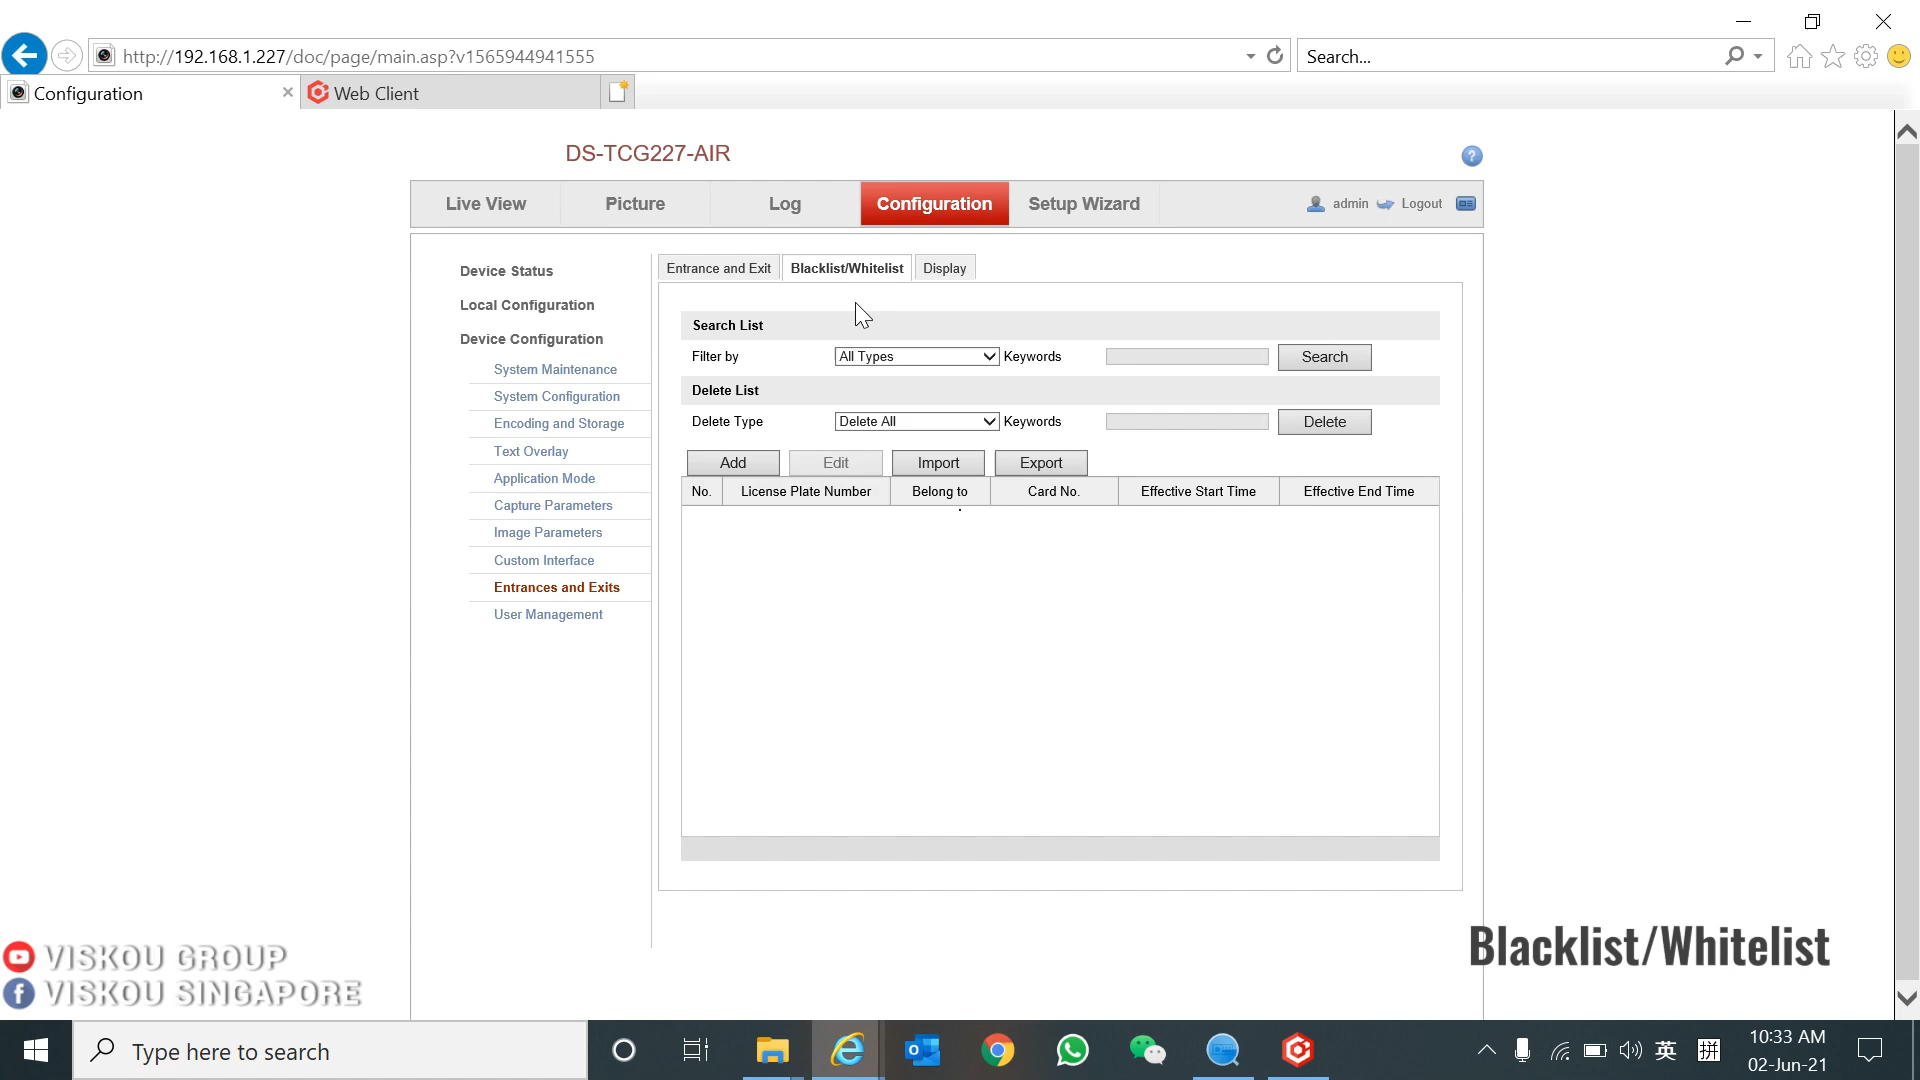 http://192.168.1.227/doc/page/main.asp?v1565944941555
Search...
Configuration
Web Client
DS-TCG227-AIR
Live View
Picture
Log
Configuration
Setup Wizard
admin
Logout
Device Status
Local Configuration
Device Configuration
System Maintenance
System Configuration
Encoding and Storage
Text Overlay
Application Mode
Capture Parameters
Image Parameters
Custom Interface
Entrances and Exits
User Management
Entrance and Exit
Blacklist/Whitelist
Display
Search List
Filter by
All Types
Keywords
Search
Delete List
Delete Type
Delete All
Keywords
Delete
Add
Edit
Import
Export
No.
License Plate Number
Belong to
Card No.
Effective Start Time
Effective End Time
VISKOU GROUP
VISKOU SINGAPORE
Blacklist/Whitelist
Type here to search
英
拼
10:33 AM
02-Jun-21